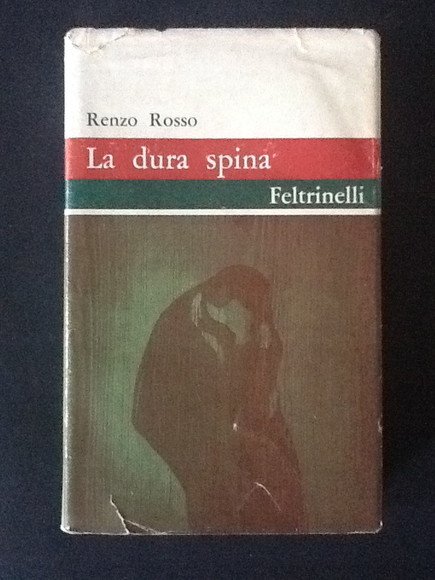 Renzo Rosso
La dura spina
Feltrinelli